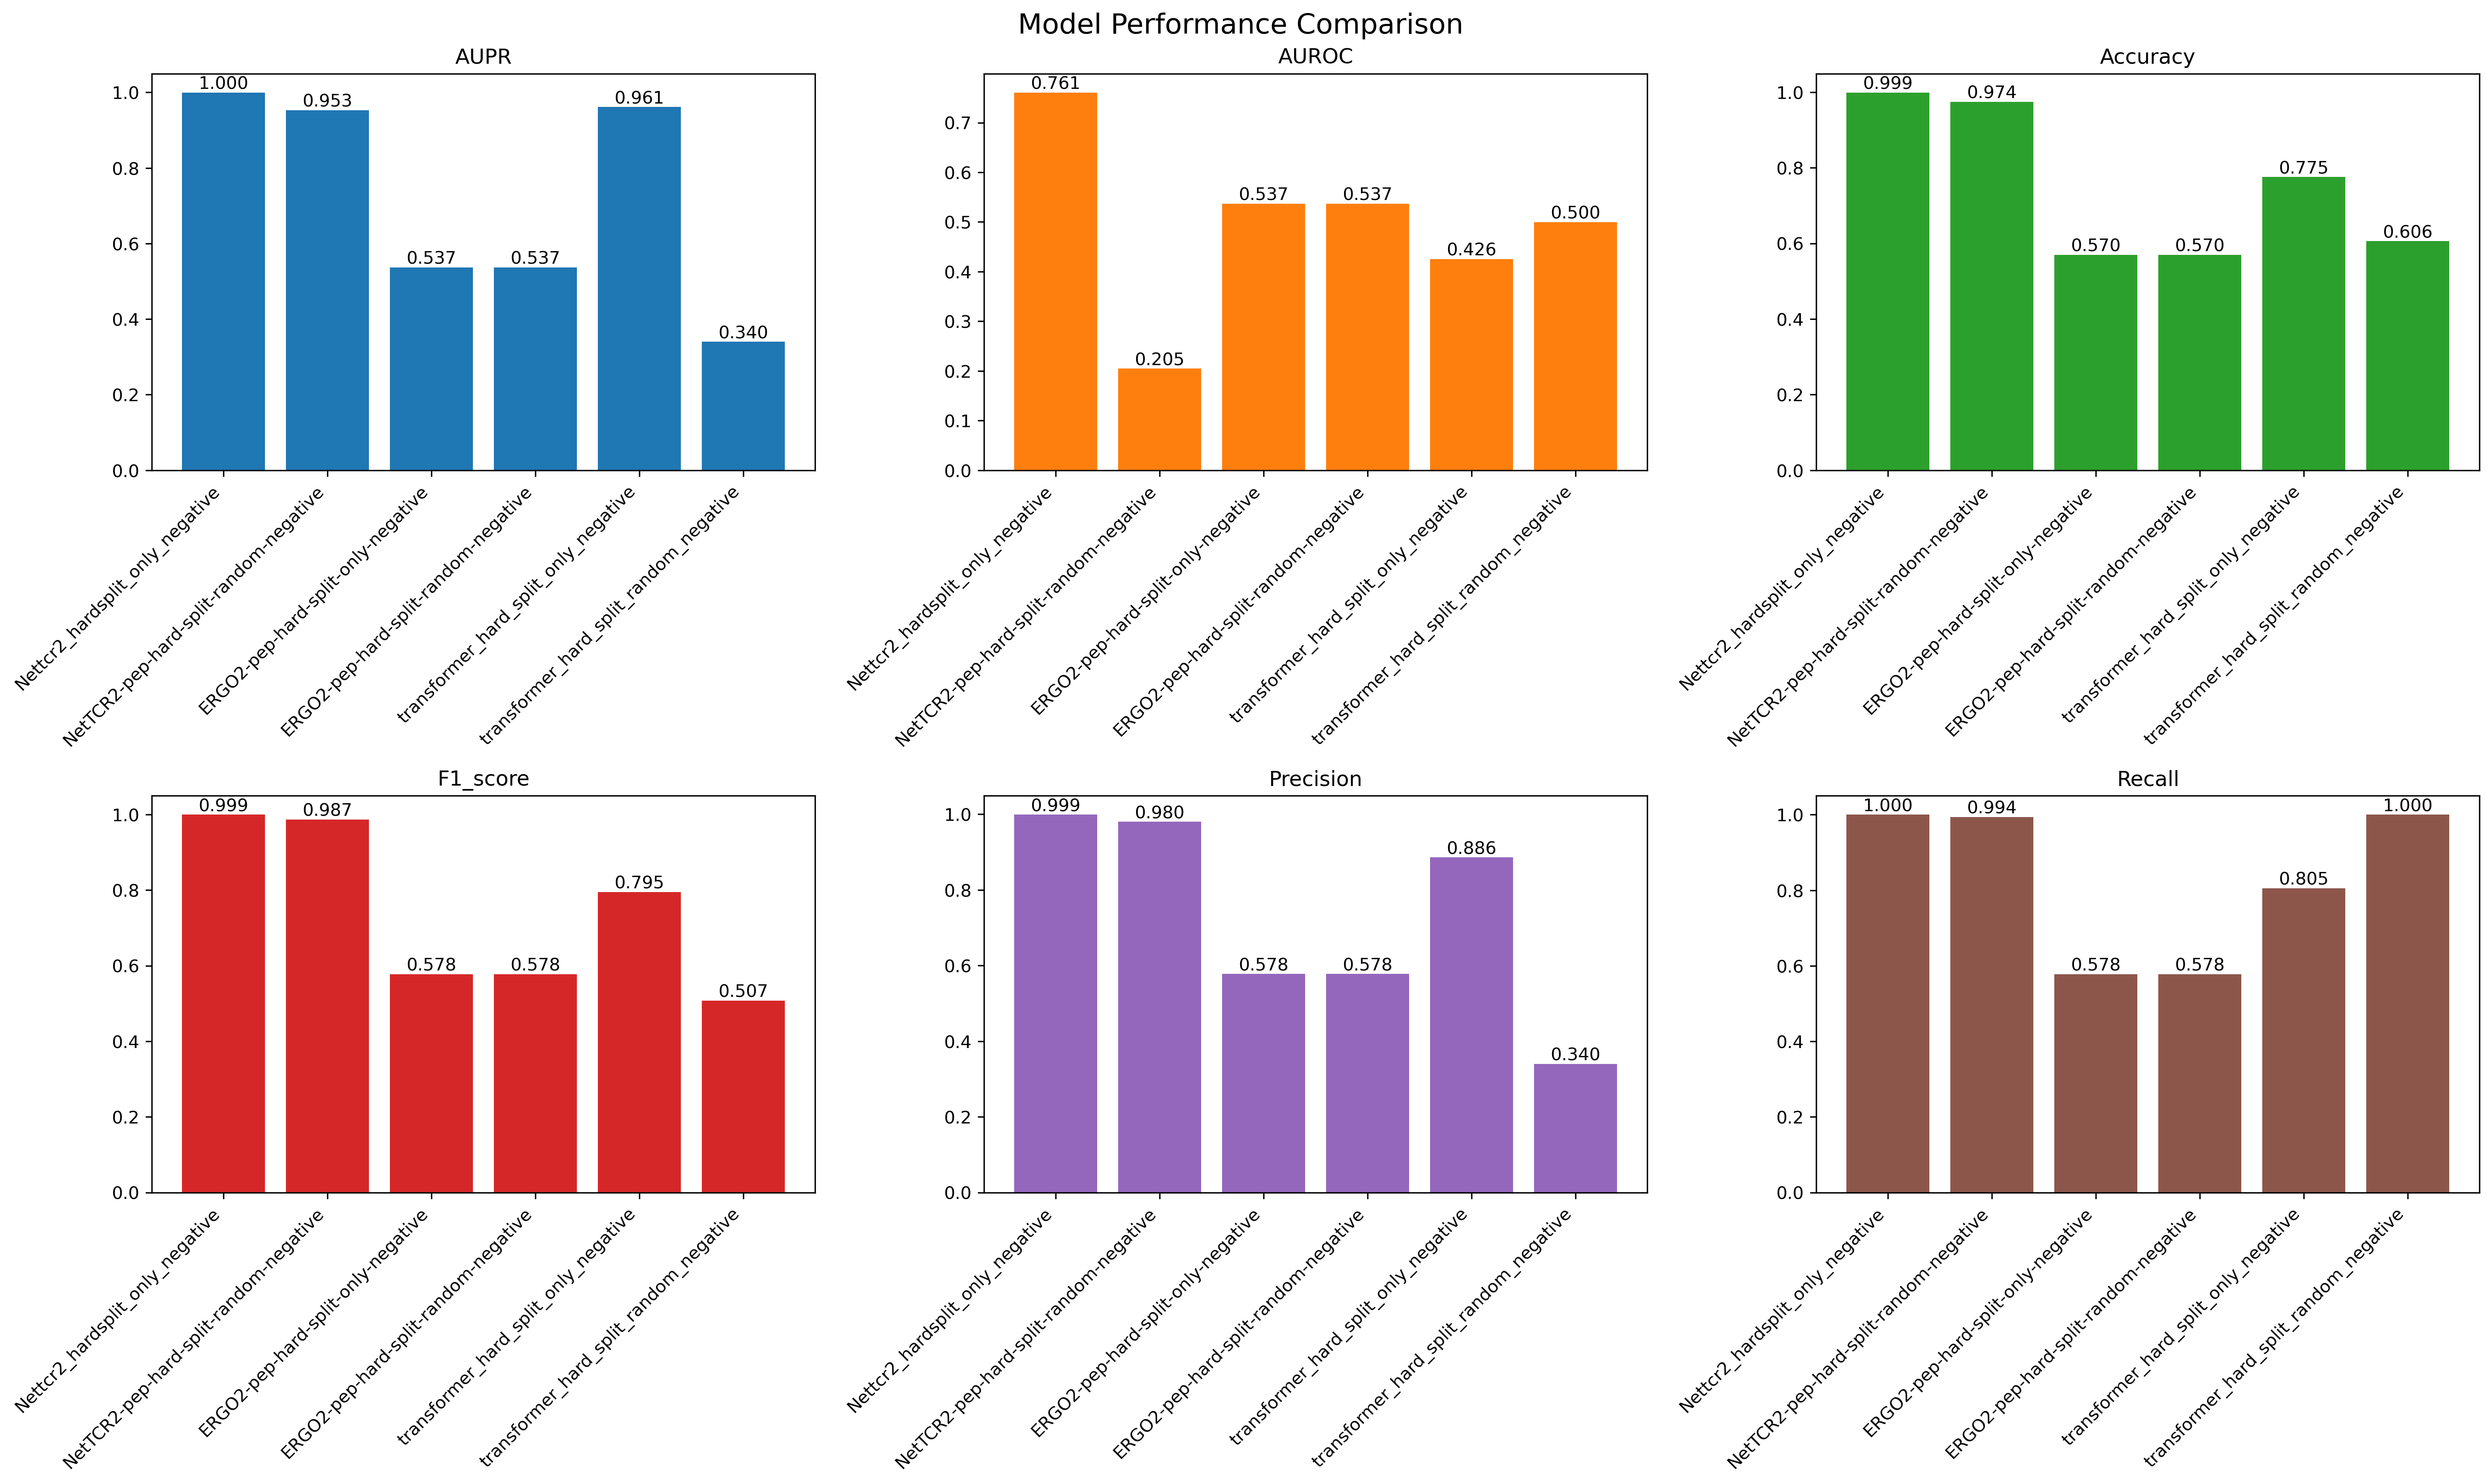 Model Performance Comparison
AUPR
1.0
0.8
0.6
0.4
0.2
0.0
1.000
0.953
0.537
0.537
0.961
0.340
Nettcr2_hardsplit_only_negative
NetTCR2-pep-hard-split-random-negative
ERGO2-pep-hard-split-only-negative
ERGO2-pep-hard-split-random-negative
transformer_hard_split_only_negative
transformer_hard_split_random_negative
AUROC
0.7
0.6
0.5
0.4
0.3
0.2
0.1
0.0
0.761
0.205
0.537
0.537
0.426
0.500
Nettcr2_hardsplit_only_negative
NetTCR2-pep-hard-split-random-negative
ERGO2-pep-hard-split-only-negative
ERGO2-pep-hard-split-random-negative
transformer_hard_split_only_negative
transformer_hard_split_random_negative
Accuracy
1.0
0.8
0.6
0.4
0.2
0.0
0.999
0.974
0.570
0.570
0.775
0.606
Nettcr2_hardsplit_only_negative
NetTCR2-pep-hard-split-random-negative
ERGO2-pep-hard-split-only-negative
ERGO2-pep-hard-split-random-negative
transformer_hard_split_only_negative
transformer_hard_split_random_negative
F1_score
1.0
0.8
0.6
0.4
0.2
0.0
0.999
0.987
0.578
0.578
0.795
0.507
Nettcr2_hardsplit_only_negative
NetTCR2-pep-hard-split-random-negative
ERGO2-pep-hard-split-only-negative
ERGO2-pep-hard-split-random-negative
transformer_hard_split_only_negative
transformer_hard_split_random_negative
Precision
1.0
0.8
0.6
0.4
0.2
0.0
0.999
0.980
0.578
0.578
0.886
0.340
Nettcr2_hardsplit_only_negative
NetTCR2-pep-hard-split-random-negative
ERGO2-pep-hard-split-only-negative
ERGO2-pep-hard-split-random-negative
transformer_hard_split_only_negative
transformer_hard_split_random_negative
Recall
1.0
0.8
0.6
0.4
0.2
0.0
1.000
0.994
0.578
0.578
0.805
1.000
Nettcr2_hardsplit_only_negative
NetTCR2-pep-hard-split-random-negative
ERGO2-pep-hard-split-only-negative
ERGO2-pep-hard-split-random-negative
transformer_hard_split_only_negative
transformer_hard_split_random_negative